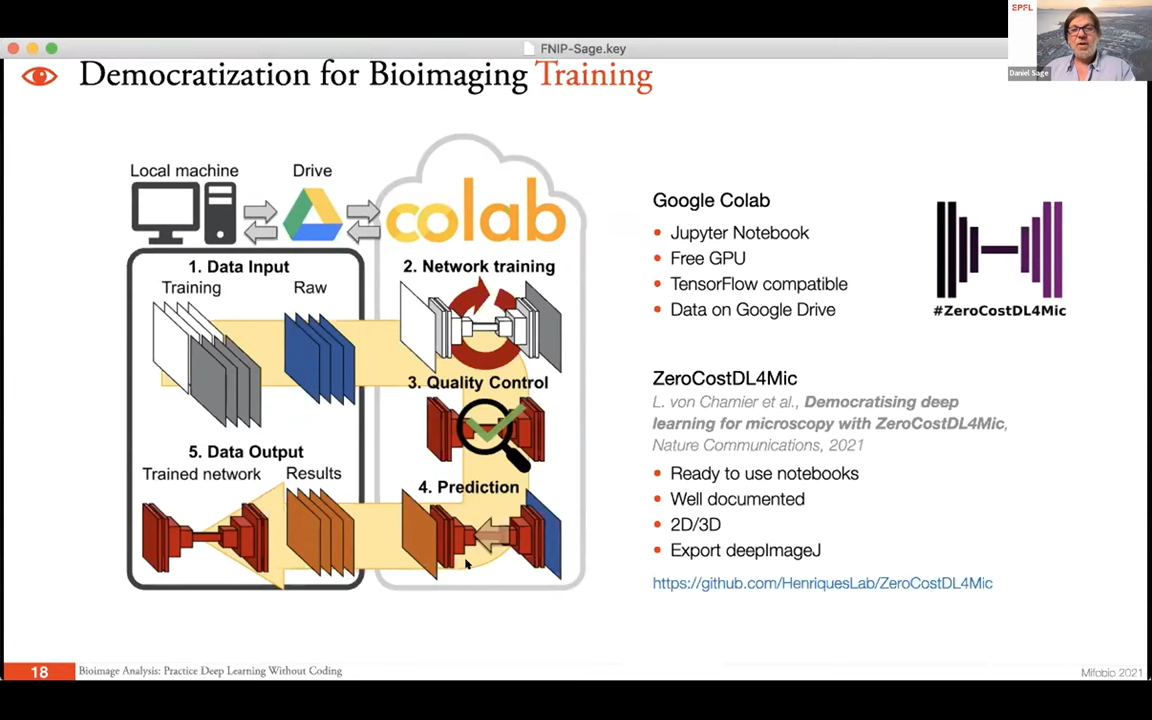 FNIP-Sage.key
EPFL
Daniel Sage
Democratization for Bioimaging Training
Local machine
Drive
colab
1. Data Input
Training
Raw
2. Network training
3. Quality Control
5. Data Output
Trained network
Results
4. Prediction
Google Colab
• Jupyter Notebook
• Free GPU
• TensorFlow compatible
• Data on Google Drive
#ZeroCostDL4Mic
ZeroCostDL4Mic
L. von Chamier et al., Democratising deep
learning for microscopy with ZeroCostDL4Mic,
Nature Communications, 2021
• Ready to use notebooks
• Well documented
• 2D/3D
• Export deepImageJ
https://github.com/HenriquesLab/ZeroCostDL4Mic
18
Bioimage Analysis: Practice Deep Learning Without Coding
Mifobio 2021